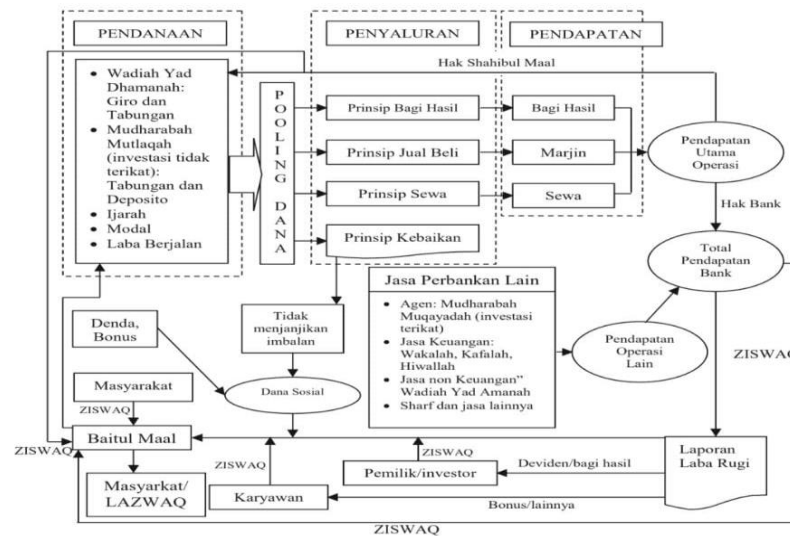 PENDANAAN
PENYALURAN
PENDAPATAN
Hak Shahibul Maal
• Wadiah Yad
Dhamanah:
Giro dan
Tabungan
• Mudharabah
Mutlaqah
(investasi tidak
terikat):
Tabungan dan
Deposito
• Ijarah
• Modal
• Laba Berjalan
POOLING DANA
Prinsip Bagi Hasil
Prinsip Jual Beli
Prinsip Sewa
Prinsip Kebaikan
Bagi Hasil
Marjin
Sewa
Pendapatan
Utama
Operasi
Hak Bank
Total
Pendapatan
Bank
Jasa Perbankan Lain
• Agen: Mudharabah
Muqayadah (investasi
terikat)
• Jasa Keuangan:
Wakalah, Kafalah,
Hiwallah
• Jasa non Keuangan”
Wadiah Yad Amanah
• Sharf dan jasa lainnya
Pendapatan
Operasi
Lain
ZISWAQ
Denda,
Bonus
Tidak
menjanjikan
imbalan
Masyarakat
ZISWAQ
Dana Sosial
Baitul Maal
ZISWAQ
Masyarkat/
LAZWAQ
ZISWAQ
Karyawan
ZISWAQ
Pemilik/investor
Deviden/bagi hasil
Bonus/lainnya
Laporan
Laba Rugi
ZISWAQ